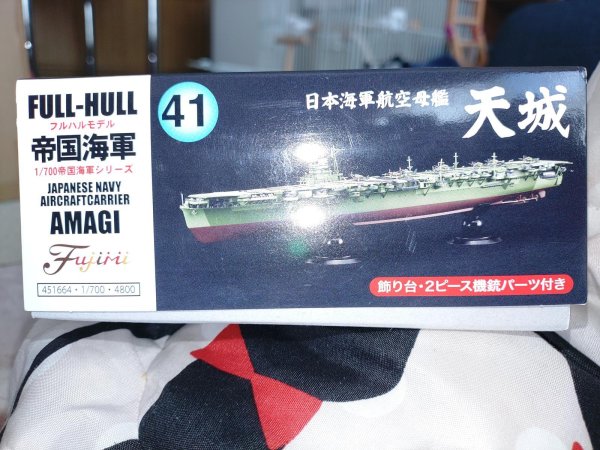 FULL-HULL
フルハルモデル
帝国海軍
1/700帝国海軍シリーズ
JAPANESE NAVY
AIRCRAFTCARRIER
AMAGI
Fujimi
451664・1/700・4800
41
日本海軍航空母艦
天城
飾り台・2ピース機銃パーツ付き